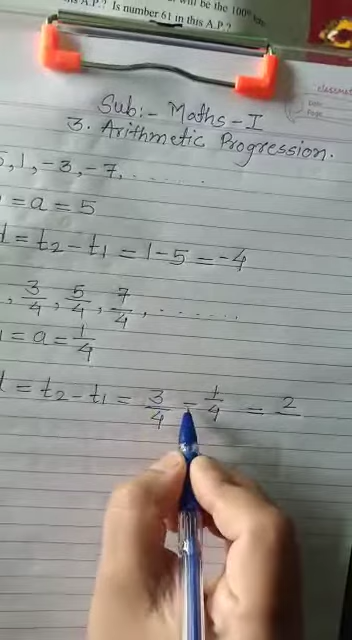 his A.P.? Is number 61 in this A.P.?
will be the 100th
Sub:- Maths-I
3. Arithmetic Progression.
5, 1, -3, -7, ........
= a = 5
d = t₂ - t₁ = 1-5 = -4
, 3/4, 5/4, 7/4, ........
= a = 1/4
d = t₂ - t₁ = 3/4 - 1/4 = 2